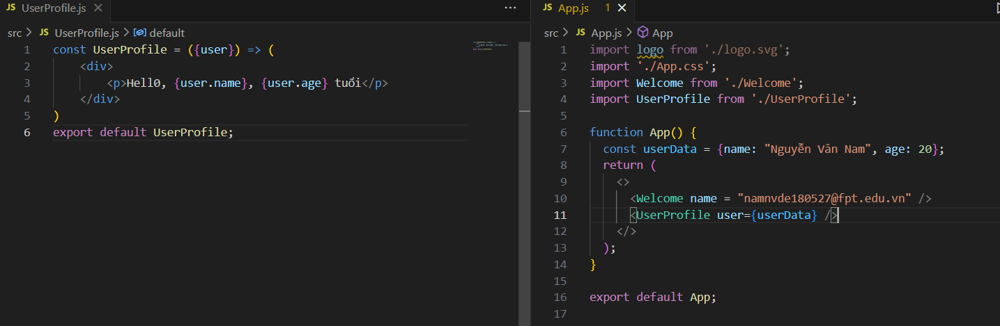 JS UserProfile.js ×
src > JS UserProfile.js > default
1 const UserProfile = ({user}) => (
2 <div>
3 <p>Hell0, {user.name}, {user.age} tuổi</p>
4 </div>
5 )
6 export default UserProfile;
JS App.js 1 ×
src > JS App.js > App
1 import logo from './logo.svg';
2 import './App.css';
3 import Welcome from './Welcome';
4 import UserProfile from './UserProfile';
5
6 function App() {
7 const userData = {name: "Nguyễn Văn Nam", age: 20};
8 return (
9 <>
10 <Welcome name = "namnvde180527@fpt.edu.vn" />
11 <UserProfile user={userData} />
12 </>
13 );
14 }
15
16 export default App;
17